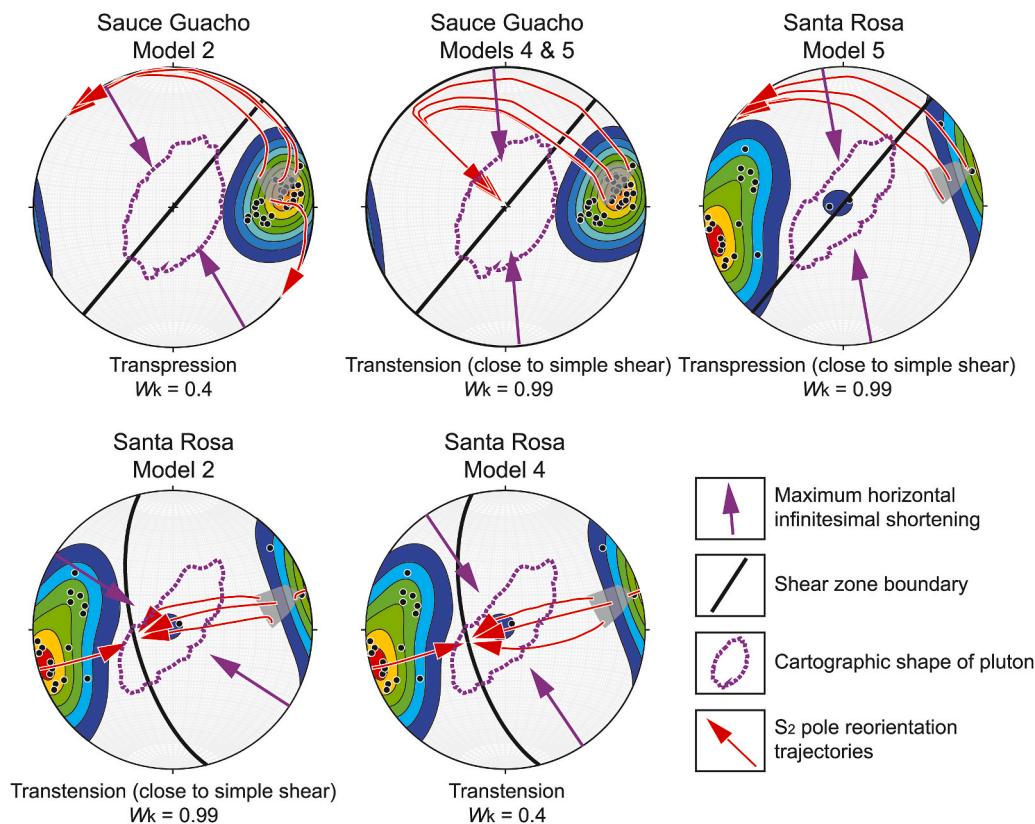 Sauce Guacho
Model 2
Sauce Guacho
Models 4 & 5
Santa Rosa
Model 5
Transpression
Wk = 0.4
Transtension (close to simple shear)
Wk = 0.99
Transpression (close to simple shear)
Wk = 0.99
Santa Rosa
Model 2
Santa Rosa
Model 4
Transtension (close to simple shear)
Wk = 0.99
Transtension
Wk = 0.4
Maximum horizontal
infinitesimal shortening
Shear zone boundary
Cartographic shape of pluton
S2 pole reorientation
trajectories